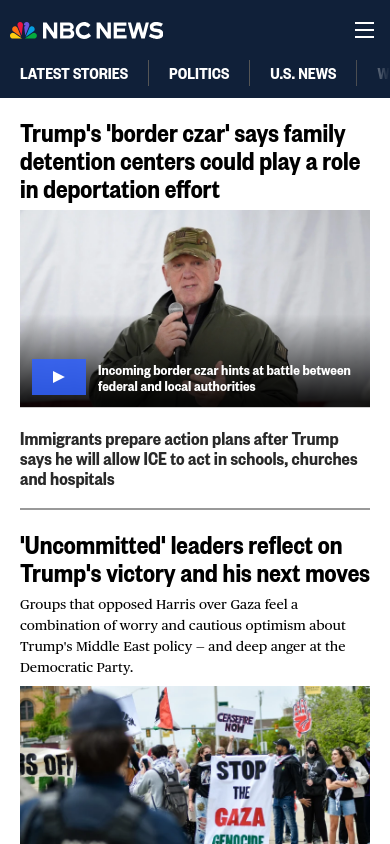 NBC NEWS
LATEST STORIES
POLITICS
U.S. NEWS
Trump's 'border czar' says family
detention centers could play a role
in deportation effort
Incoming border czar hints at battle between
federal and local authorities
Immigrants prepare action plans after Trump
says he will allow ICE to act in schools, churches
and hospitals
'Uncommitted' leaders reflect on
Trump's victory and his next moves
Groups that opposed Harris over Gaza feel a
combination of worry and cautious optimism about
Trump's Middle East policy — and deep anger at the
Democratic Party.
CEASEFIRE
NOW
OFF
STOP
THE
GAZA
GENOCIDE